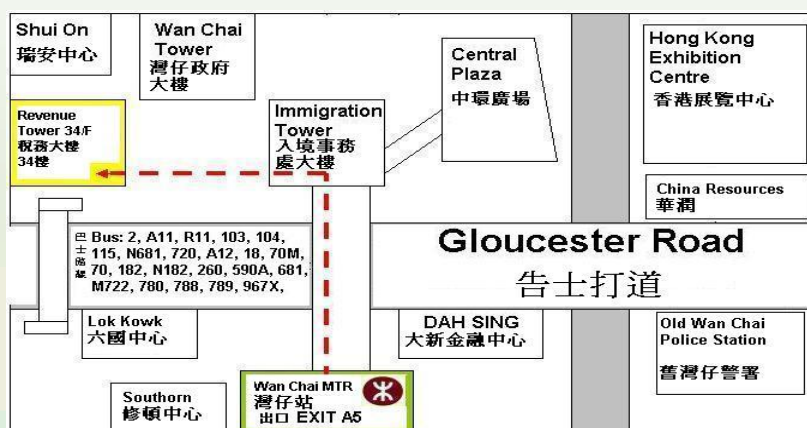 Shui On
瑞安中心
Wan Chai
Tower
灣仔政府
大樓
Central
Plaza
中環廣場
Hong Kong
Exhibition
Centre
香港展覽中心
Revenue
Tower 34/F
稅務大樓
34樓
Immigration
Tower
入境事務
處大樓
China Resources
華潤
巴士路線
Bus: 2, A11, R11, 103, 104,
115, N681, 720, A12, 18, 70M,
70, 182, N182, 260, 590A, 681,
M722, 780, 788, 789, 967X,
Gloucester Road
告士打道
Lok Kowk
六國中心
DAH SING
大新金融中心
Old Wan Chai
Police Station
舊灣仔警署
Southorn
修頓中心
Wan Chai MTR
灣仔站
出口 EXIT A5